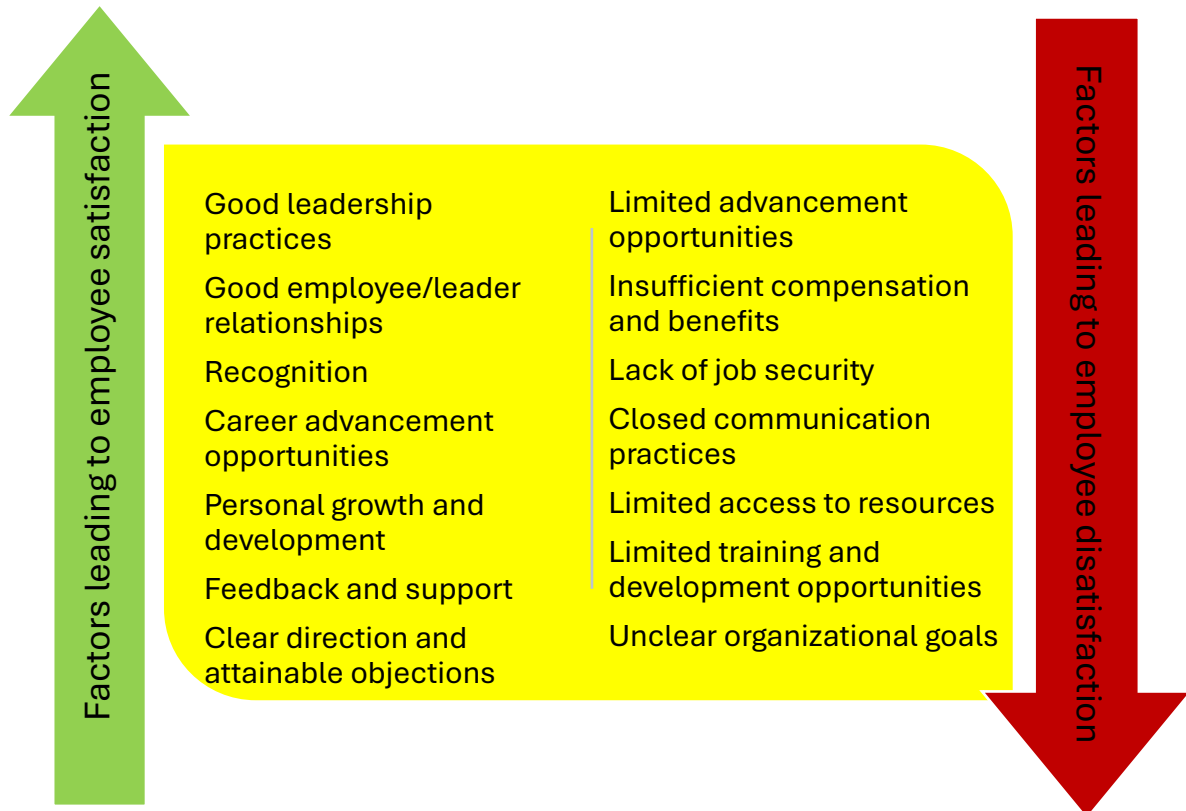 Factors leading to employee satisfaction
Good leadership
practices
Good employee/leader
relationships
Recognition
Career advancement
opportunities
Personal growth and
development
Feedback and support
Clear direction and
attainable objections
Limited advancement
opportunities
Insufficient compensation
and benefits
Lack of job security
Closed communication
practices
Limited access to resources
Limited training and
development opportunities
Unclear organizational goals
Factors leading to employee disatisfaction